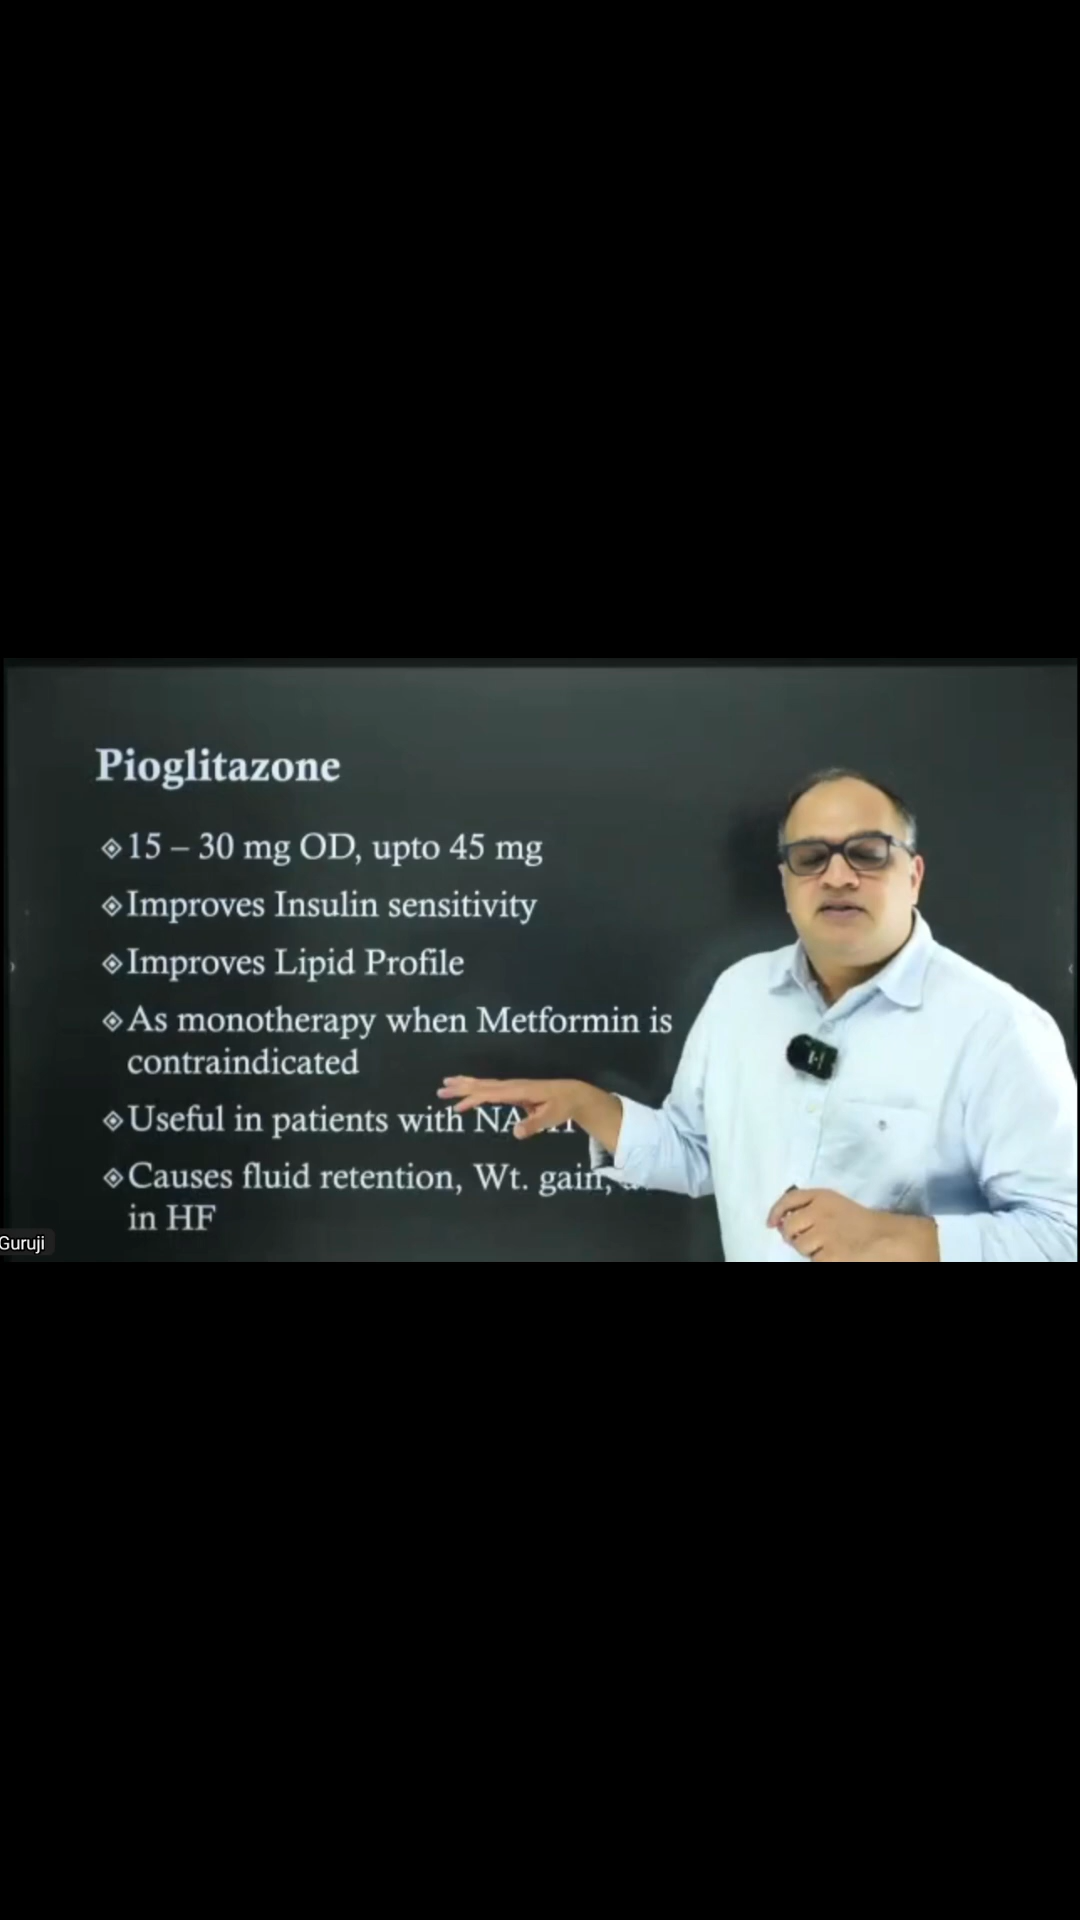 Pioglitazone
15 – 30 mg OD, upto 45 mg
Improves Insulin sensitivity
Improves Lipid Profile
As monotherapy when Metformin is
contraindicated
Useful in patients with
Causes fluid retention, Wt. gain,
in HF
Guruji